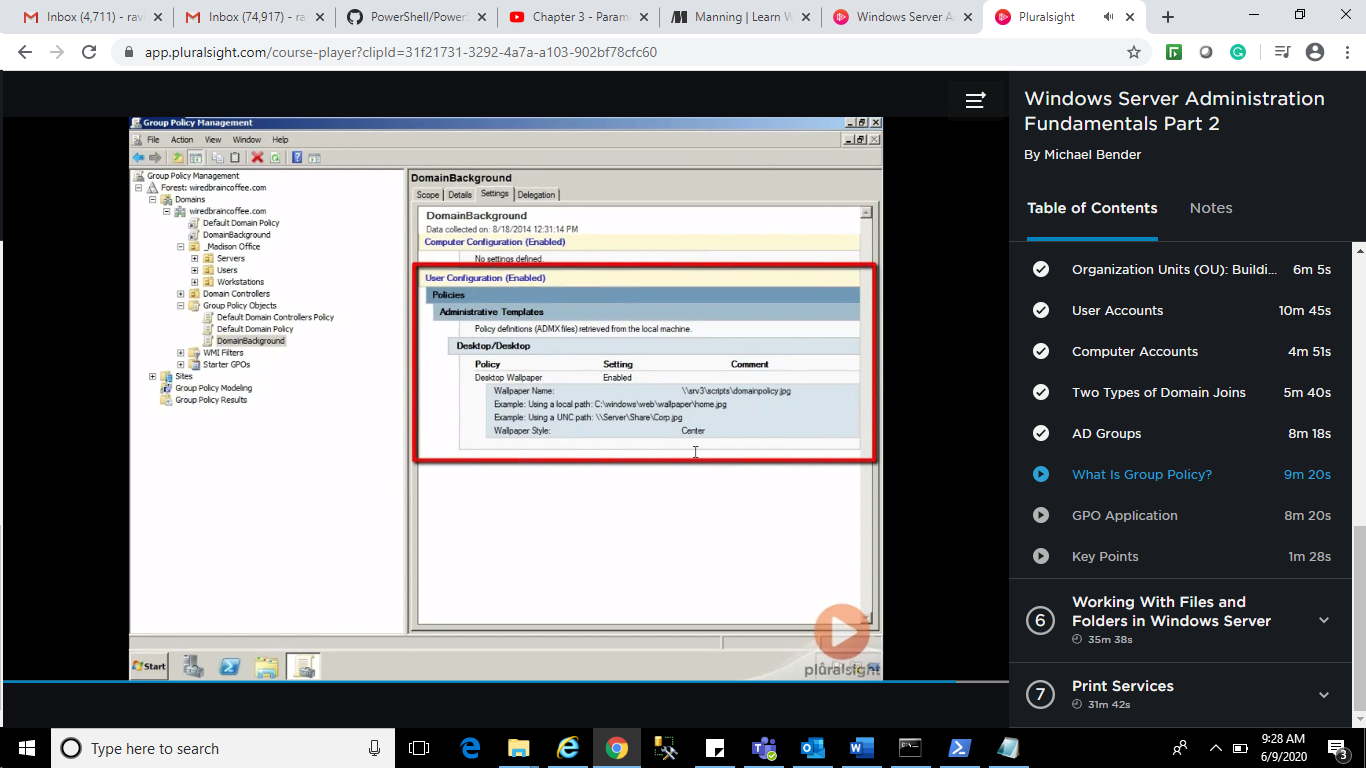 Inbox (4,711) - rav
Inbox (74,917) - ra
PowerShell/Power
Chapter 3 - Param
Manning | Learn W
Windows Server A
Pluralsight
app.pluralsight.com/course-player?clipId=31f21731-3292-4a7a-a103-902bf78cfc60
Group Policy Management
File Action View Window Help
Group Policy Management
Forest: wiredbraincoffee.com
Domains
wiredbraincoffee.com
Default Domain Policy
DomainBackground
_Madison Office
Servers
Users
Workstations
Domain Controllers
Group Policy Objects
Default Domain Controllers Policy
Default Domain Policy
DomainBackground
WMI Filters
Starter GPOs
Sites
Group Policy Modeling
Group Policy Results
DomainBackground
Scope Details Settings Delegation
DomainBackground
Data collected on: 8/18/2014 12:31:14 PM
Computer Configuration (Enabled)
No settings defined.
User Configuration (Enabled)
Policies
Administrative Templates
Policy definitions (ADMX files) retrieved from the local machine.
Desktop/Desktop
Policy Setting Comment
Desktop Wallpaper Enabled
Wallpaper Name: \\srv3\scripts\domainpolicy.jpg
Example: Using a local path: C:\windows\web\wallpaper\home.jpg
Example: Using a UNC path: \\Server\Share\Corp.jpg
Wallpaper Style: Center
pluralsight
Start
Windows Server Administration
Fundamentals Part 2
By Michael Bender
Table of Contents Notes
Organization Units (OU): Buildi... 6m 5s
User Accounts 10m 45s
Computer Accounts 4m 51s
Two Types of Domain Joins 5m 40s
AD Groups 8m 18s
What Is Group Policy? 9m 20s
GPO Application 8m 20s
Key Points 1m 28s
6 Working With Files and
Folders in Windows Server
35m 38s
7 Print Services
31m 42s
Type here to search
9:28 AM
6/9/2020
3